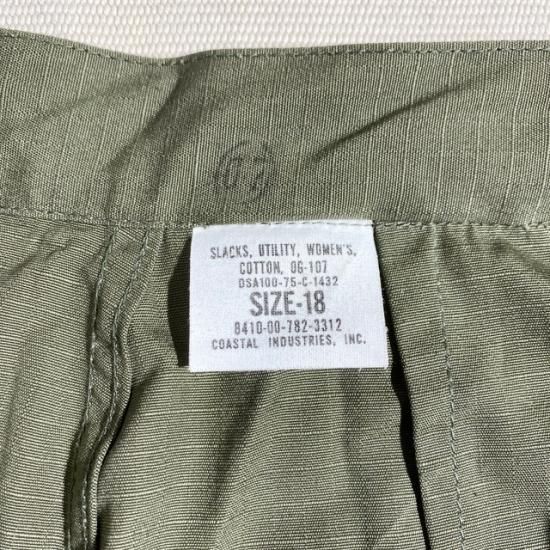 SLACKS, UTILITY, WOMEN'S,
COTTON, OG-107
DSA100-75-C-1432
SIZE-18
8410-00-782-3312
COASTAL INDUSTRIES, INC.